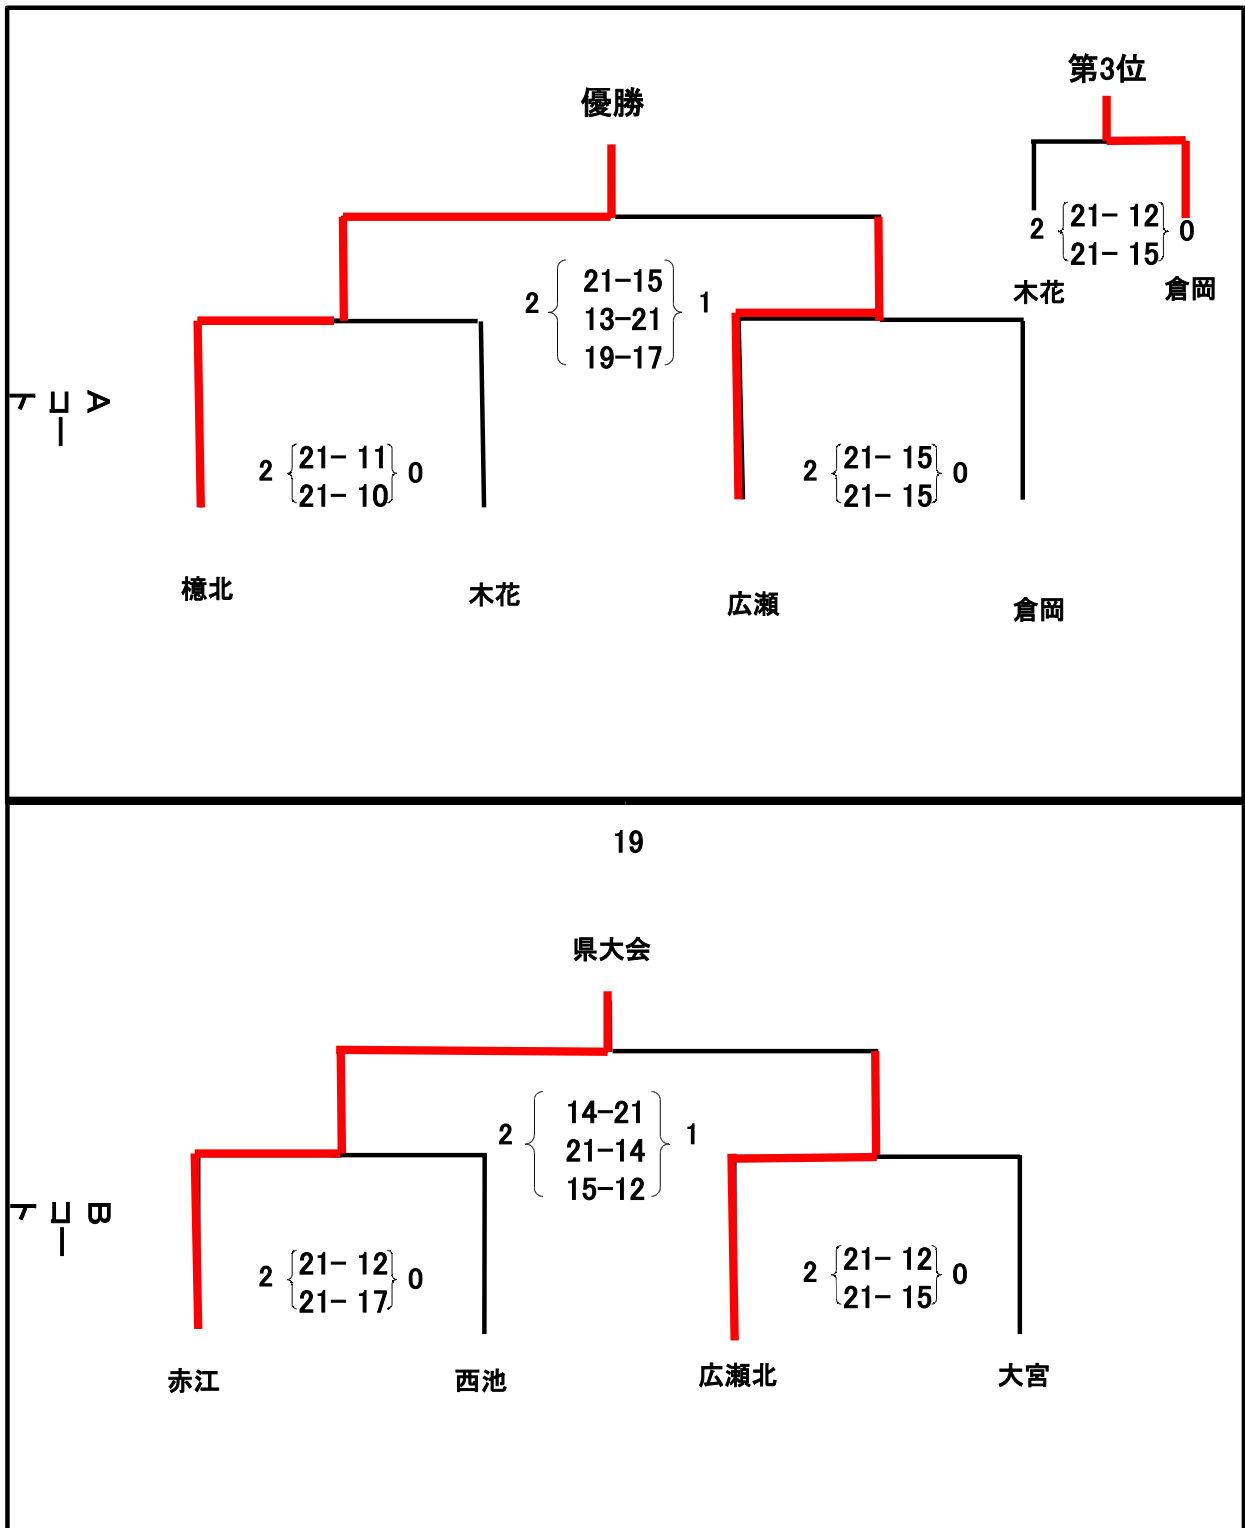 第3位
優勝
2 21- 12 0
21- 15
木花 倉岡
21-15
2 13-21 1
19-17
Aコート
2 21- 11 0
21- 10
2 21- 15 0
21- 15
檍北 木花 広瀬 倉岡
19
県大会
14-21
2 21-14 1
15-12
Bコート
2 21- 12 0
21- 17
2 21- 12 0
21- 15
赤江 西池 広瀬北 大宮